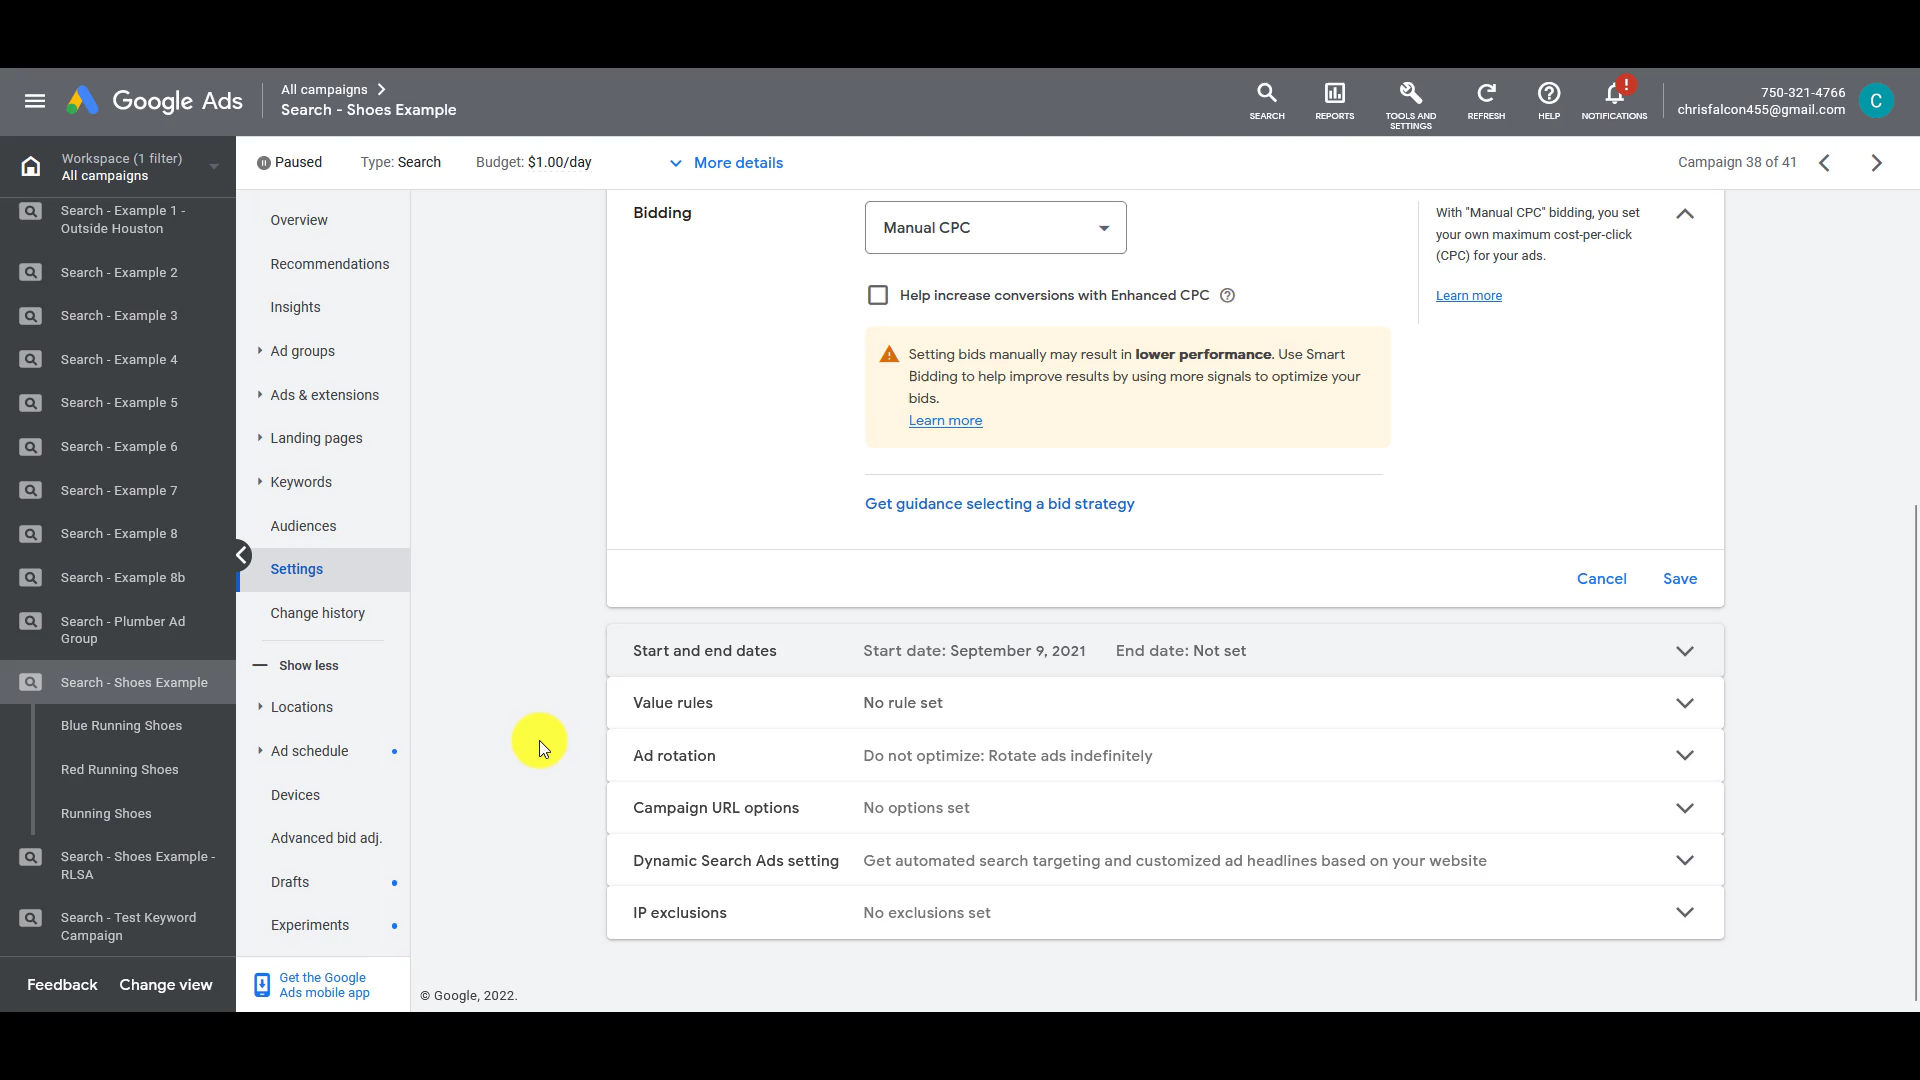 Google Ads
All campaigns
Search - Shoes Example
SEARCH
REPORTS
TOOLS AND
SETTINGS
REFRESH
HELP
!
NOTIFICATIONS
750-321-4766
chrisfalcon455@gmail.com
C
Workspace (1 filter)
All campaigns
Paused
Type: Search
Budget: $1.00/day
More details
Campaign 38 of 41
Search - Example 1 -
Outside Houston
Search - Example 2
Search - Example 3
Search - Example 4
Search - Example 5
Search - Example 6
Search - Example 7
Search - Example 8
Search - Example 8b
Search - Plumber Ad
Group
Search - Shoes Example
Blue Running Shoes
Red Running Shoes
Running Shoes
Search - Shoes Example -
RLSA
Search - Test Keyword
Campaign
Feedback
Change view
Overview
Recommendations
Insights
Ad groups
Ads & extensions
Landing pages
Keywords
Audiences
Settings
Change history
Show less
Locations
Ad schedule
Devices
Advanced bid adj.
Drafts
Experiments
Get the Google
Ads mobile app
Bidding
Manual CPC
Help increase conversions with Enhanced CPC
Setting bids manually may result in lower performance. Use Smart
Bidding to help improve results by using more signals to optimize your
bids.
Learn more
Get guidance selecting a bid strategy
With "Manual CPC" bidding, you set
your own maximum cost-per-click
(CPC) for your ads.
Learn more
Cancel
Save
Start and end dates
Start date: September 9, 2021
End date: Not set
Value rules
No rule set
Ad rotation
Do not optimize: Rotate ads indefinitely
Campaign URL options
No options set
Dynamic Search Ads setting
Get automated search targeting and customized ad headlines based on your website
IP exclusions
No exclusions set
© Google, 2022.